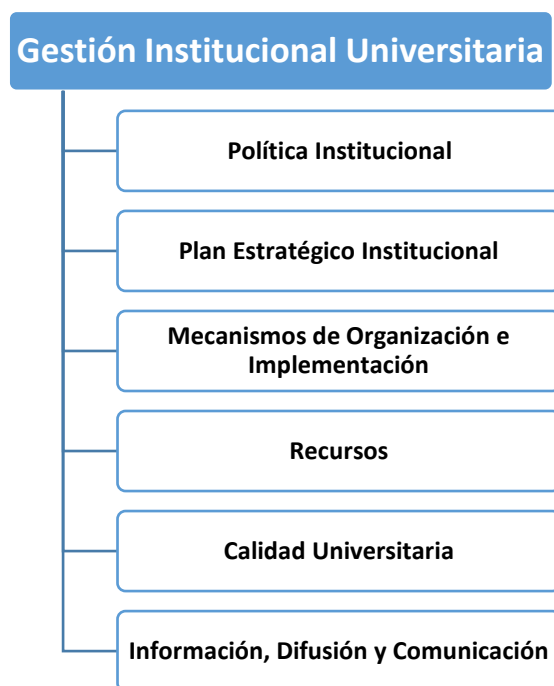 Gestión Institucional Universitaria
Política Institucional
Plan Estratégico Institucional
Mecanismos de Organización e
Implementación
Recursos
Calidad Universitaria
Información, Difusión y Comunicación